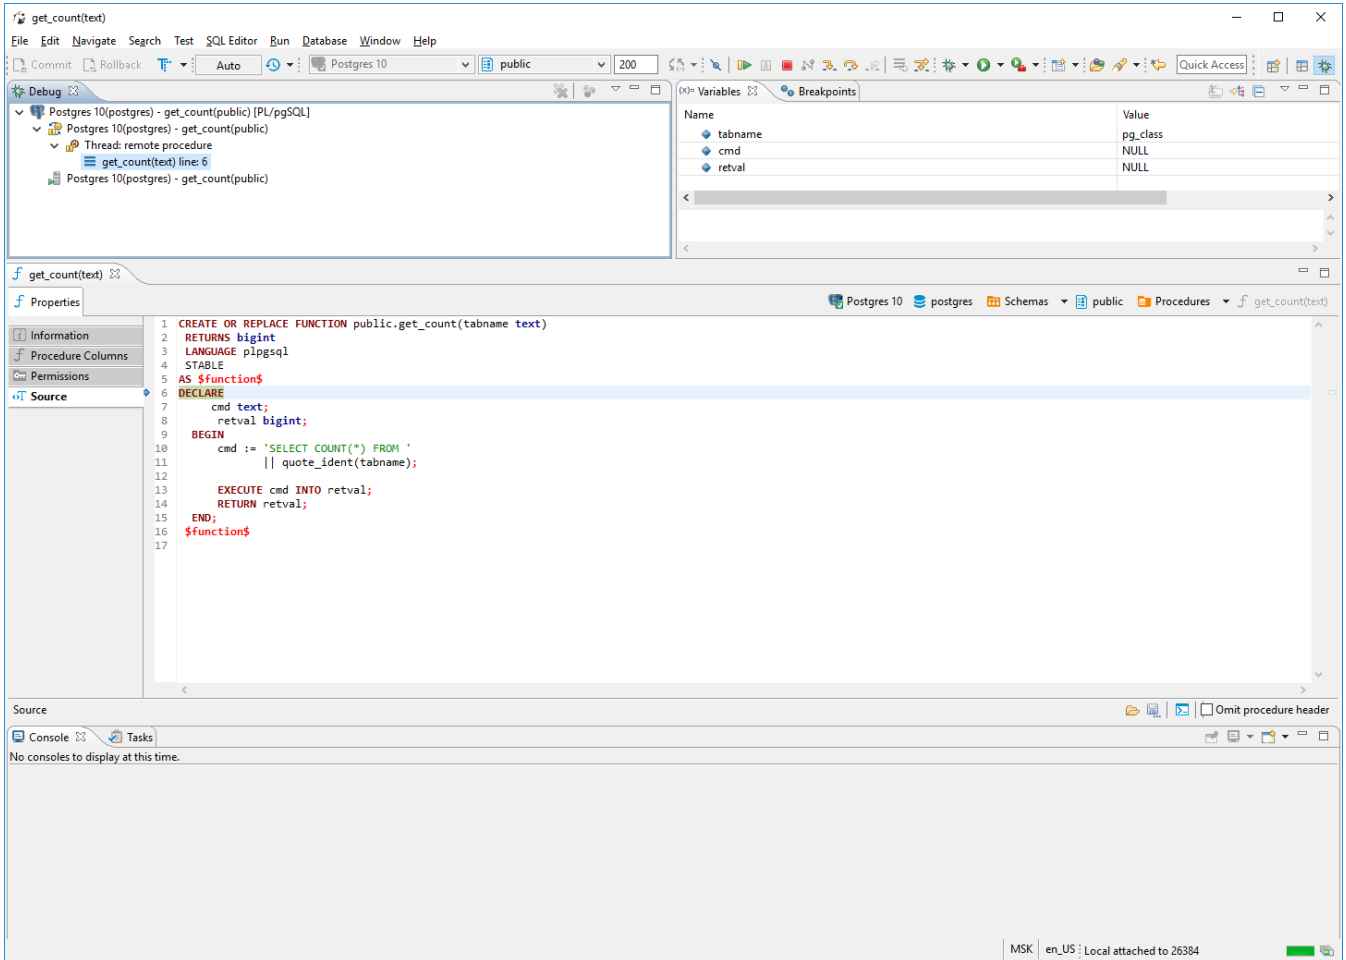 get_count(text)
File Edit Navigate Search Test SQL Editor Run Database Window Help
Commit Rollback Auto Postgres 10 public 200 Quick Access
Debug
Postgres 10(postgres) - get_count(public) [PL/pgSQL]
Postgres 10(postgres) - get_count(public)
Thread: remote procedure
get_count(text) line: 6
Postgres 10(postgres) - get_count(public)
(x)= Variables Breakpoints
Name Value
tabname pg_class
cmd NULL
retval NULL
get_count(text)
Properties
Postgres 10 postgres Schemas public Procedures get_count(text)
Information
Procedure Columns
Permissions
Source
1 CREATE OR REPLACE FUNCTION public.get_count(tabname text)
2 RETURNS bigint
3 LANGUAGE plpgsql
4 STABLE
5 AS $function$
6 DECLARE
7 cmd text;
8 retval bigint;
9 BEGIN
10 cmd := 'SELECT COUNT(*) FROM '
11 || quote_ident(tabname);
12
13 EXECUTE cmd INTO retval;
14 RETURN retval;
15 END;
16 $function$
17
Source
Omit procedure header
Console Tasks
No consoles to display at this time.
MSK en_US Local attached to 26384